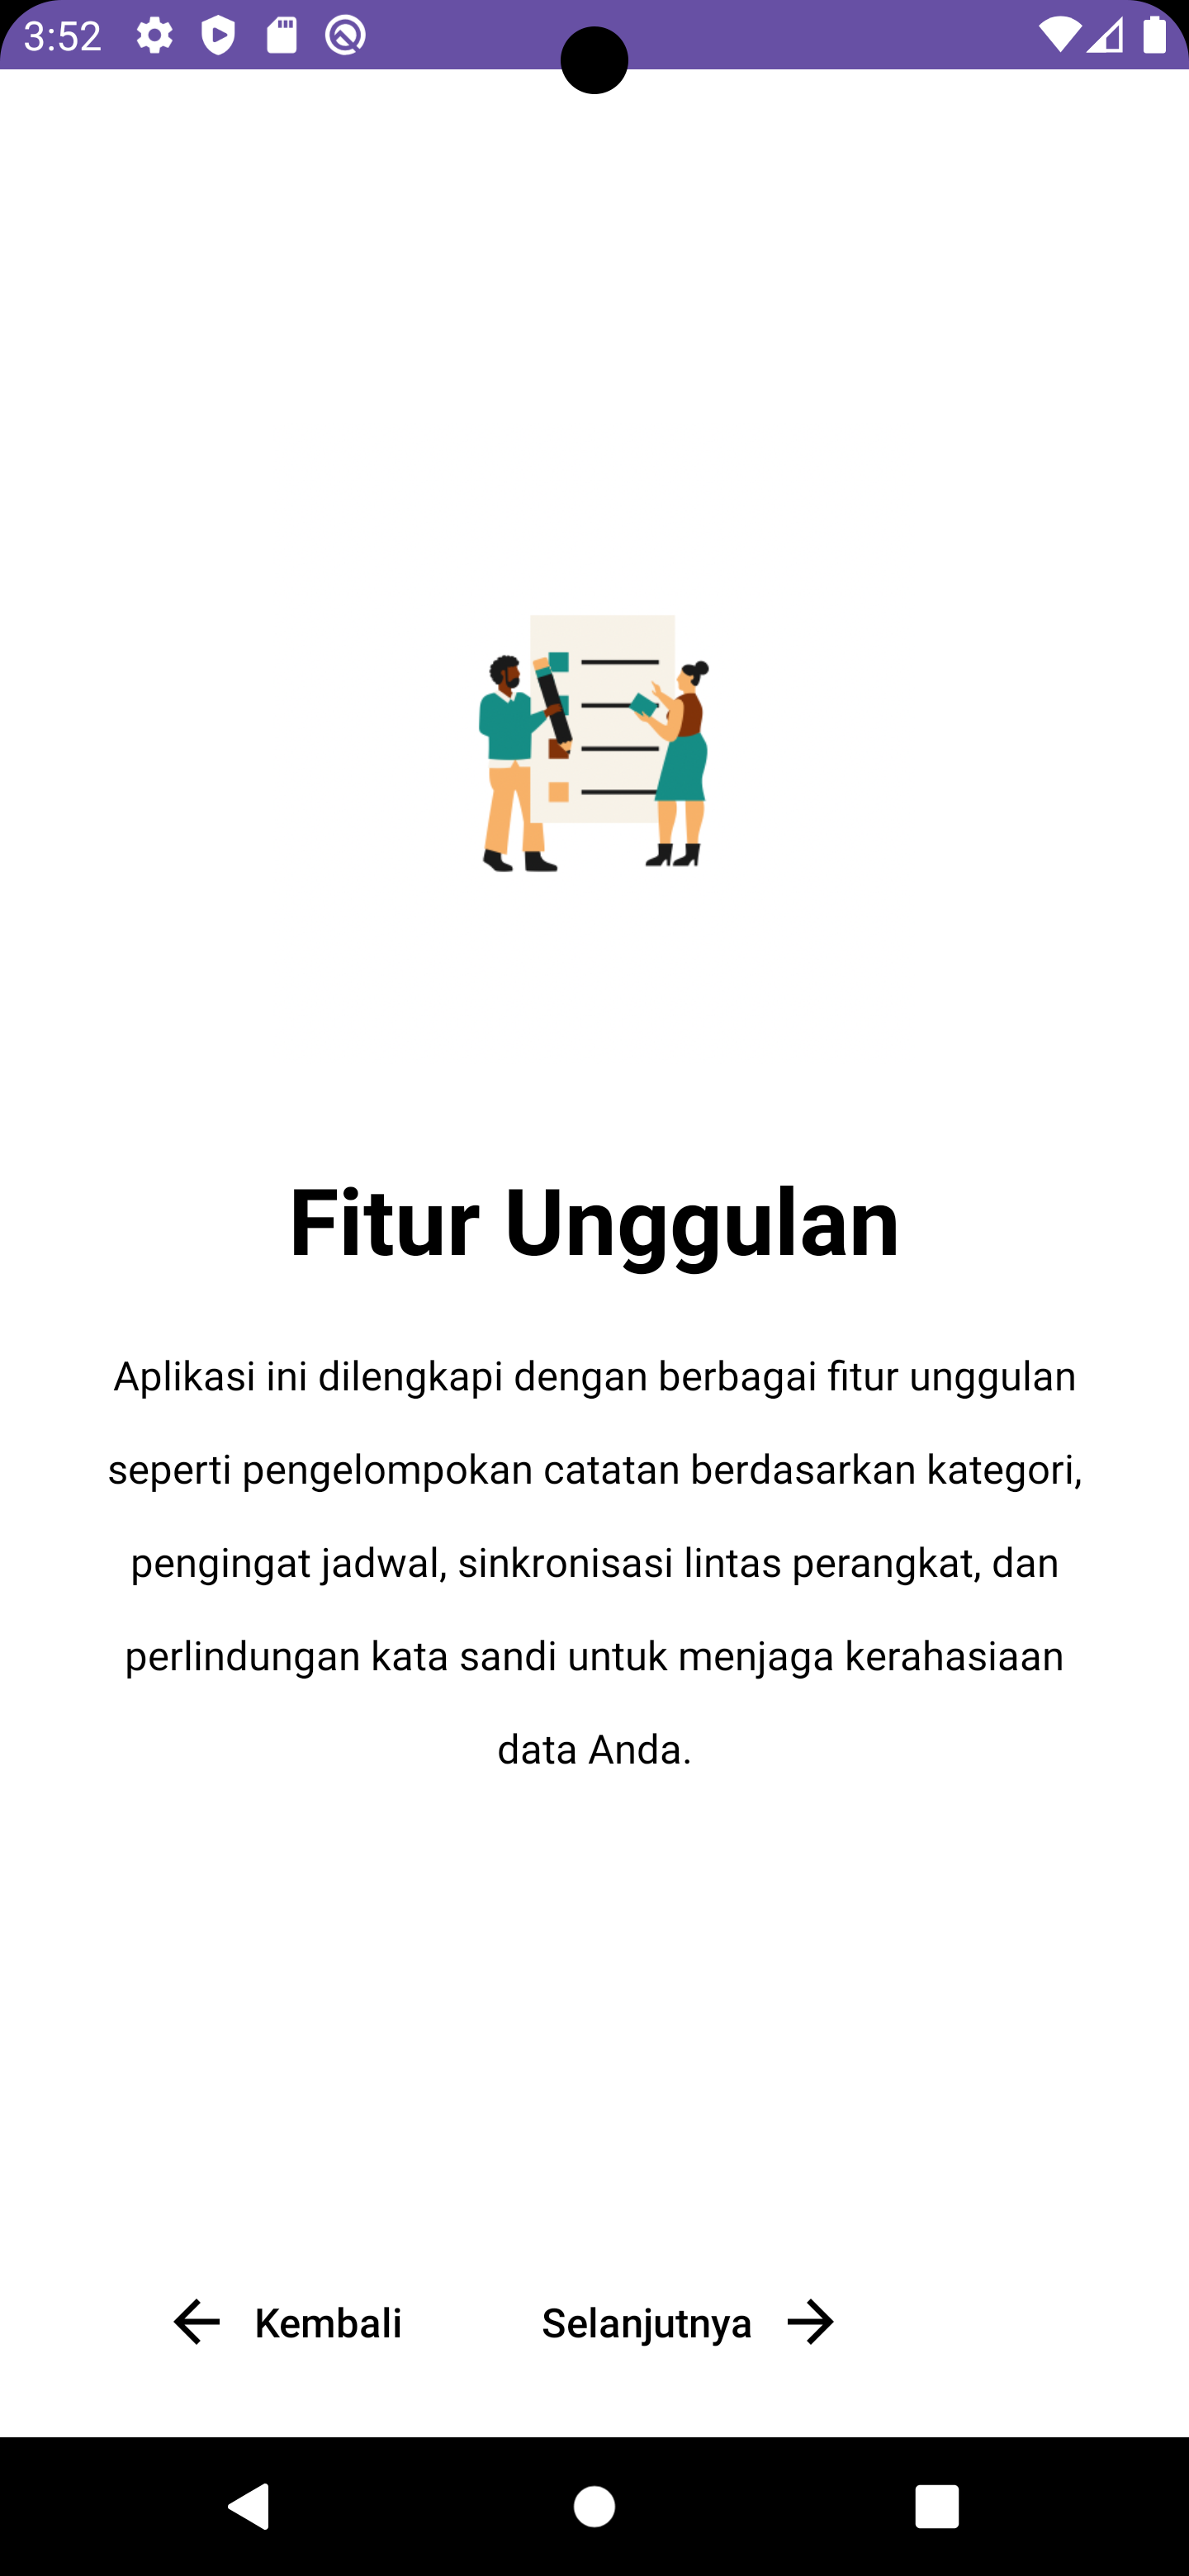 3:52
Fitur Unggulan
Aplikasi ini dilengkapi dengan berbagai fitur unggulan
seperti pengelompokan catatan berdasarkan kategori,
pengingat jadwal, sinkronisasi lintas perangkat, dan
perlindungan kata sandi untuk menjaga kerahasiaan
data Anda.
Kembali
Selanjutnya